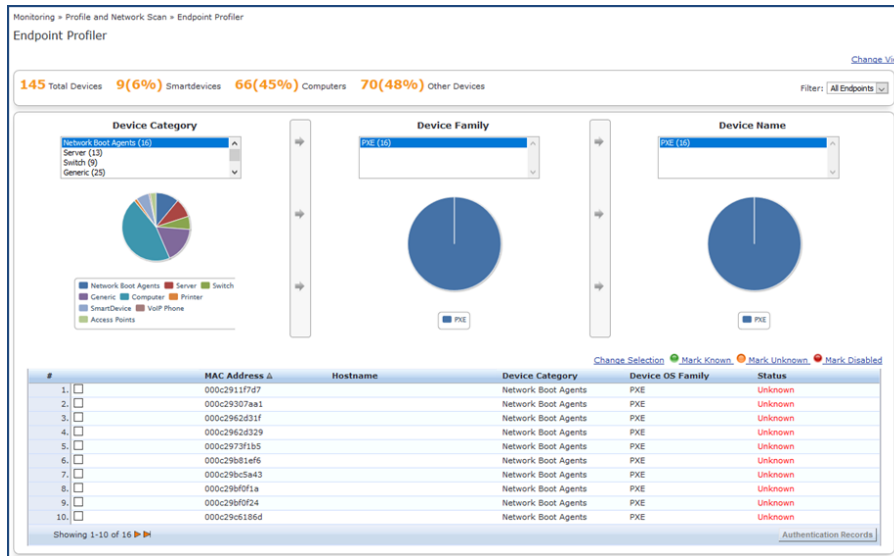 Monitoring » Profile and Network Scan » Endpoint Profiler
Endpoint Profiler
Change Vi
145 Total Devices 9(6%) Smartdevices 66(45%) Computers 70(48%) Other Devices
Filter: All Endpoints
Device Category
Network Boot Agents (16)
Server (13)
Switch (9)
Generic (25)
Network Boot Agents Server Switch
Generic Computer Printer
SmartDevice VoIP Phone
Access Points
Device Family
PXE (16)
PXE
Device Name
PXE (16)
PXE
Change Selection Mark Known Mark Unknown Mark Disabled
# MAC Address Hostname Device Category Device OS Family Status
1. 000c2911f7d7 Network Boot Agents PXE Unknown
2. 000c29307aa1 Network Boot Agents PXE Unknown
3. 000c2962d31f Network Boot Agents PXE Unknown
4. 000c2962d329 Network Boot Agents PXE Unknown
5. 000c2973f1b5 Network Boot Agents PXE Unknown
6. 000c29b81ef6 Network Boot Agents PXE Unknown
7. 000c29bc5a43 Network Boot Agents PXE Unknown
8. 000c29bf0f1a Network Boot Agents PXE Unknown
9. 000c29bf0f24 Network Boot Agents PXE Unknown
10. 000c29c6186d Network Boot Agents PXE Unknown
Showing 1-10 of 16
Authentication Records